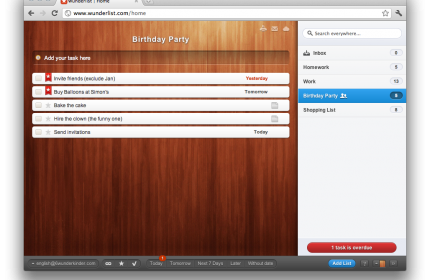 Wunderlist | Home
www.wunderlist.com/home
Birthday Party
Add your task here
Invite friends (exclude Jan) Yesterday
Buy Balloons at Simon's Tomorrow
Bake the cake
Hire the clown (the funny one)
Send invitations Today
Search everywhere...
Inbox 0
Homework 5
Work 13
Birthday Party 5
Shopping List 8
1 task is overdue
english@6wunderkinder.com
1
Today Tomorrow Next 7 Days Later Without date
Add List